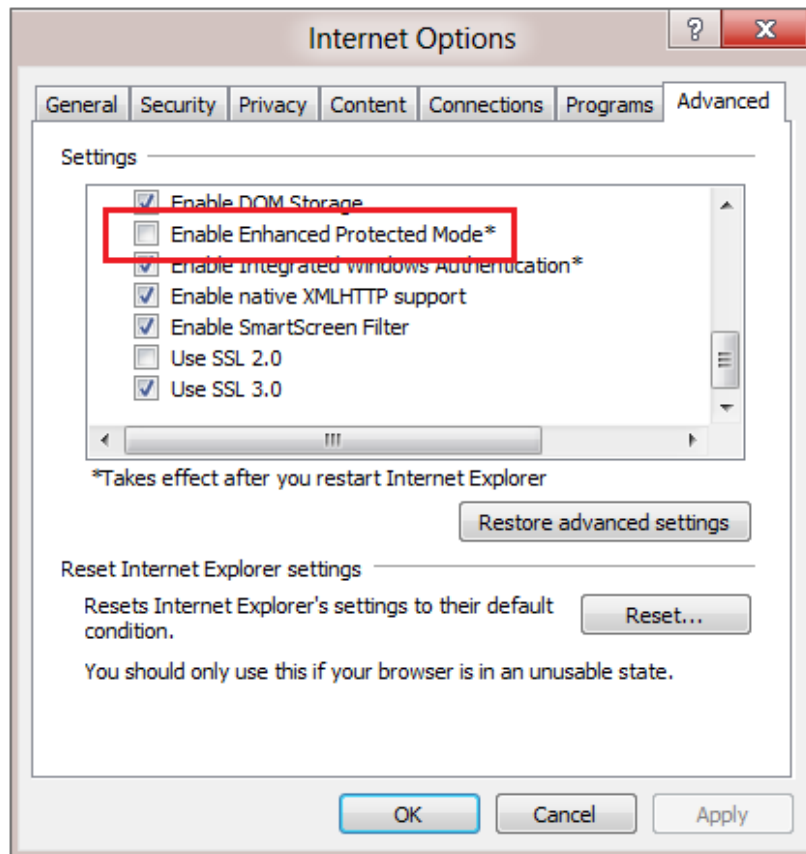 Internet Options
General Security Privacy Content Connections Programs Advanced
Settings
Enable DOM Storage
Enable Enhanced Protected Mode*
Enable Integrated Windows Authentication*
Enable native XMLHTTP support
Enable SmartScreen Filter
Use SSL 2.0
Use SSL 3.0
*Takes effect after you restart Internet Explorer
Restore advanced settings
Reset Internet Explorer settings
Resets Internet Explorer's settings to their default
condition.
Reset...
You should only use this if your browser is in an unusable state.
OK Cancel Apply